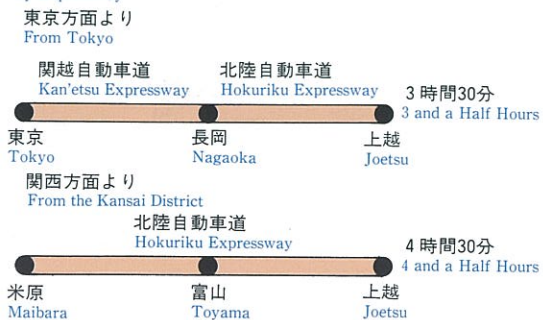 東京方面より
From Tokyo
関越自動車道 北陸自動車道
Kan'etsu Expressway Hokuriku Expressway
3時間30分
3 and a Half Hours
東京 長岡 上越
Tokyo Nagaoka Joetsu
関西方面より
From the Kansai District
北陸自動車道
Hokuriku Expressway
4時間30分
4 and a Half Hours
米原 富山 上越
Maibara Toyama Joetsu